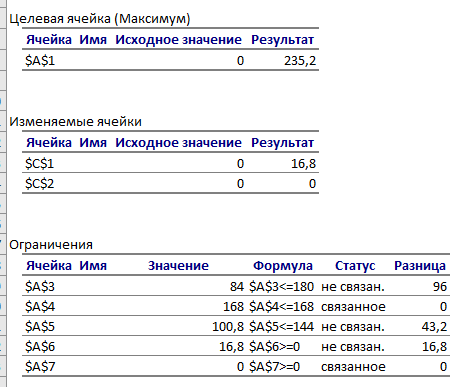 Целевая ячейка (Максимум)
Ячейка Имя Исходное значение Результат
$A$1 0 235,2
Изменяемые ячейки
Ячейка Имя Исходное значение Результат
$C$1 0 16,8
$C$2 0 0
Ограничения
Ячейка Имя Значение Формула Статус Разница
$A$3 84 $A$3<=180 не связан. 96
$A$4 168 $A$4<=168 связанное 0
$A$5 100,8 $A$5<=144 не связан. 43,2
$A$6 16,8 $A$6>=0 не связан. 16,8
$A$7 0 $A$7>=0 связанное 0